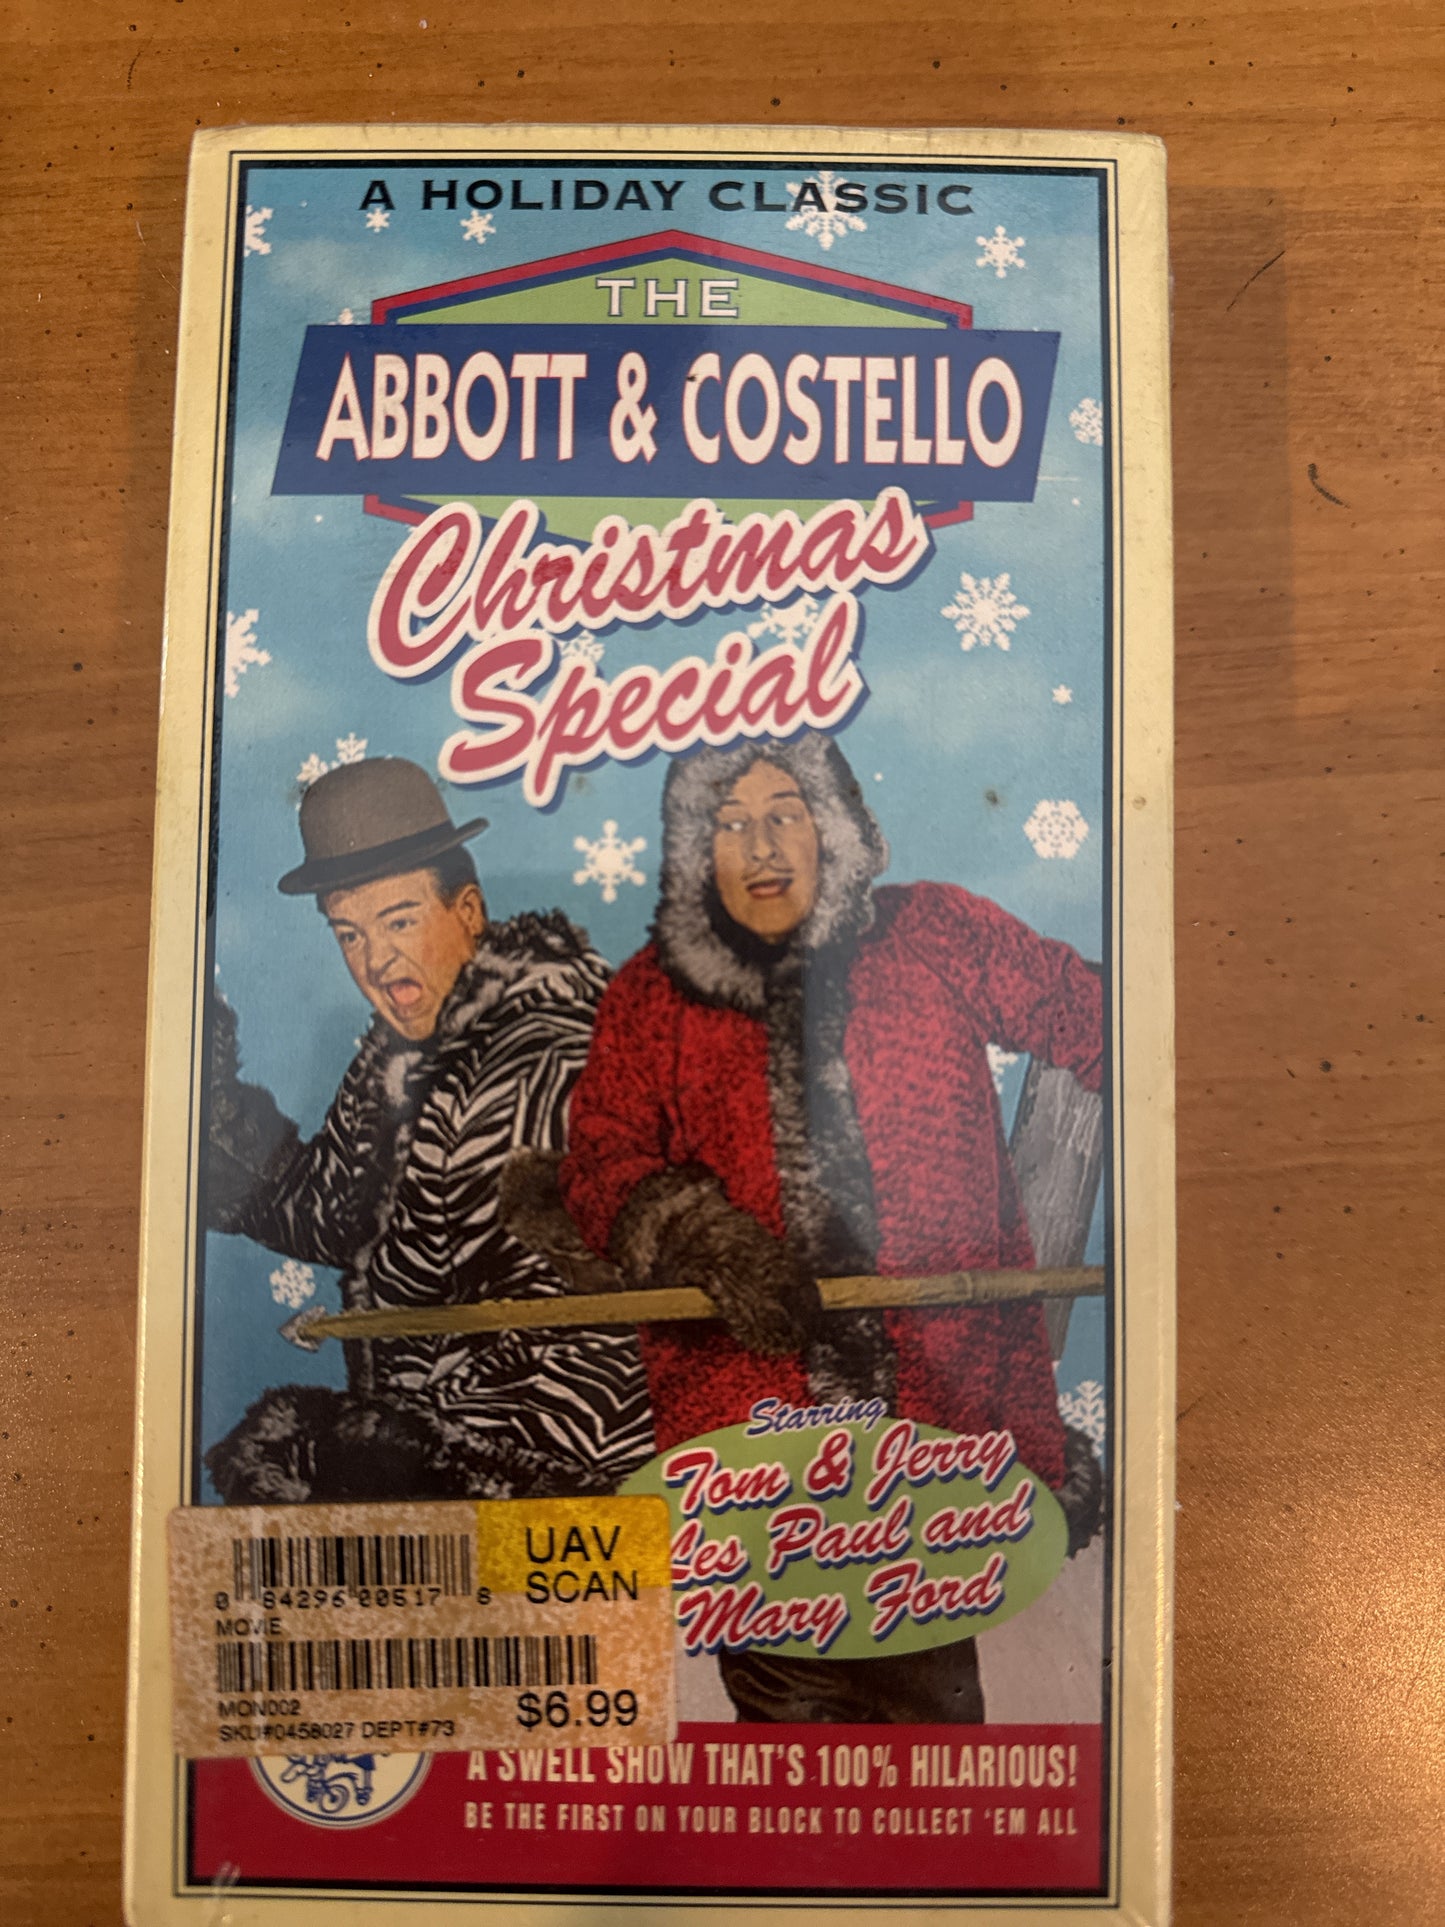 A HOLIDAY CLASSIC
THE
ABBOTT & COSTELLO
Christmas
Special
Starring
Tom & Jerry
Les Paul and
Mary Ford
UAV
SCAN
0 84296 00517 8
MOVIE
MON002
$6.99
SKU#0458027 DEPT#73
A SWELL SHOW THAT'S 100% HILARIOUS!
BE THE FIRST ON YOUR BLOCK TO COLLECT 'EM ALL